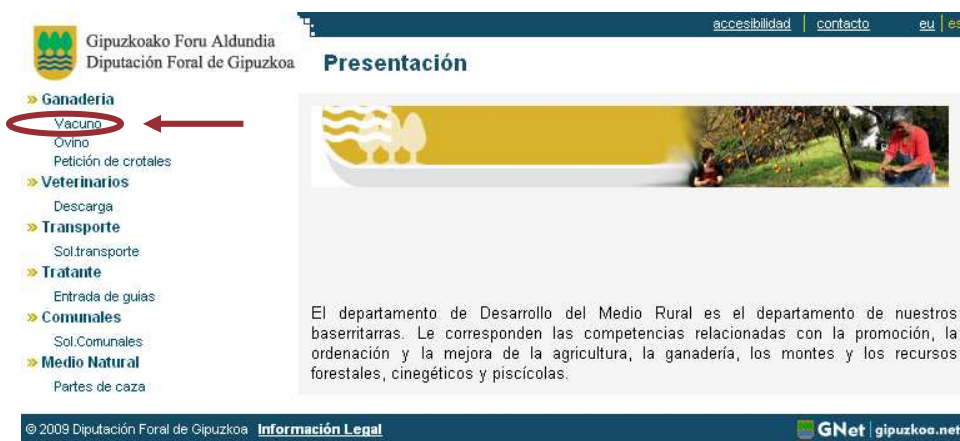 accesibilidad | contacto eu | es
Gipuzkoako Foru Aldundia
Diputación Foral de Gipuzkoa
Presentación
» Ganaderia
Vacuno
Ovino
Petición de crotales
» Veterinarios
Descarga
» Transporte
Sol.transporte
» Tratante
Entrada de guias
» Comunales
Sol.Comunales
» Medio Natural
Partes de caza
El departamento de Desarrollo del Medio Rural es el departamento de nuestros
baserritarras. Le corresponden las competencias relacionadas con la promoción, la
ordenación y la mejora de la agricultura, la ganadería, los montes y los recursos
forestales, cinegéticos y piscícolas.
© 2009 Diputación Foral de Gipuzkoa Información Legal
GNet | gipuzkoa.net